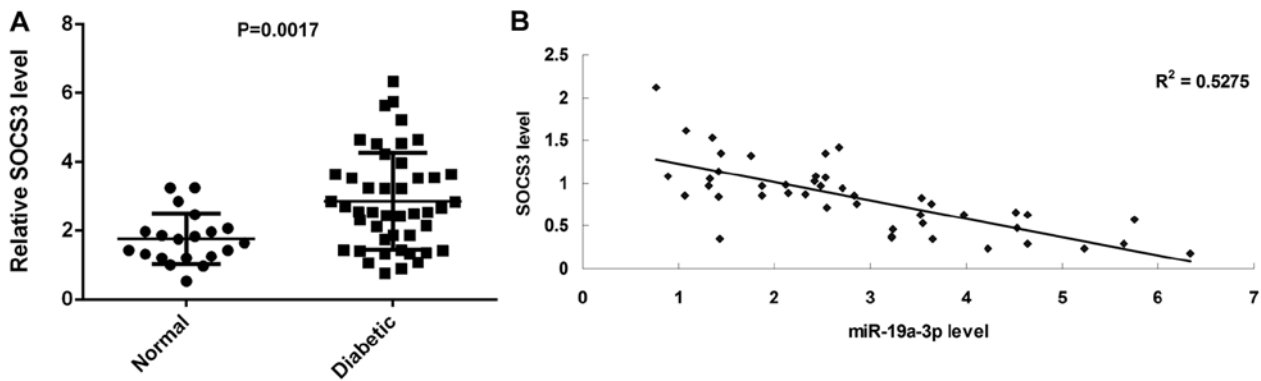 A
P=0.0017
Relative SOCS3 level
8
6
4
2
0
Normal
Diabetic
B
R² = 0.5275
SOCS3 level
2.5
2
1.5
1
0.5
0
0 1 2 3 4 5 6 7
miR-19a-3p level